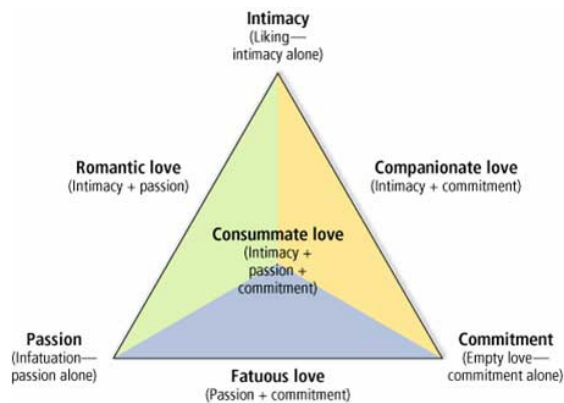 Intimacy
(Liking—
intimacy alone)
Romantic love
(Intimacy + passion)
Companionate love
(Intimacy + commitment)
Consummate love
(Intimacy +
passion +
commitment)
Passion
(Infatuation—
passion alone)
Commitment
(Empty love—
commitment alone)
Fatuous love
(Passion + commitment)